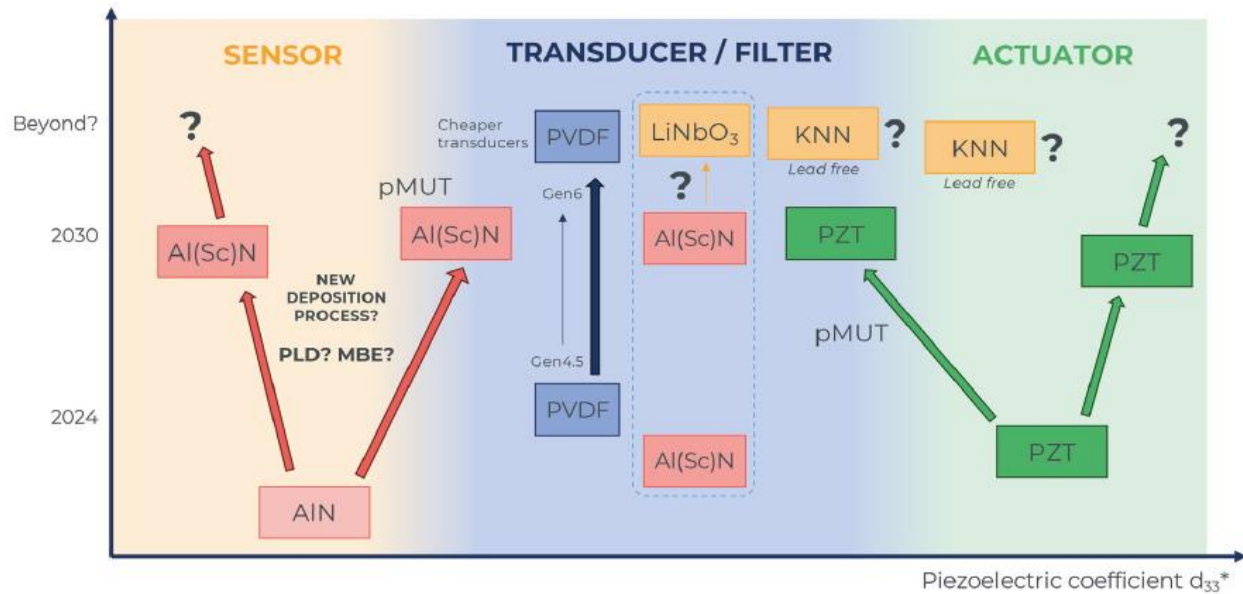 SENSOR
TRANSDUCER / FILTER
ACTUATOR
Beyond?
?
Cheaper
transducers
PVDF
LiNbO₃
KNN
?
Lead free
KNN
?
Lead free
?
pMUT
Gen6
?
2030
Al(Sc)N
Al(Sc)N
Al(Sc)N
PZT
PZT
NEW
DEPOSITION
PROCESS?
PLD? MBE?
pMUT
Gen4.5
2024
PVDF
Al(Sc)N
PZT
AlN
Piezoelectric coefficient d₃₃*